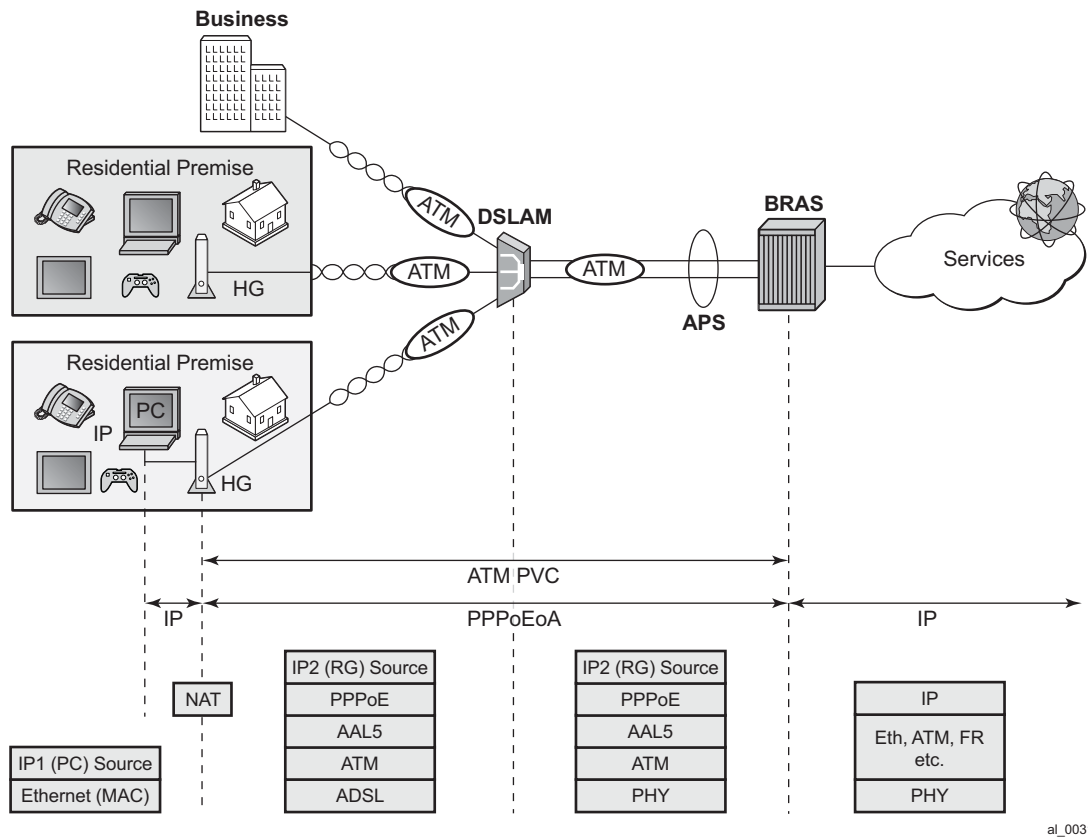 Business
Residential Premise
HG
ATM
ATM
ATM
DSLAM
ATM
APS
BRAS
Services
Residential Premise
PC
IP
HG
ATM PVC
IP
PPPoEoA
IP
NAT
IP1 (PC) Source
Ethernet (MAC)
IP2 (RG) Source
PPPoE
AAL5
ATM
ADSL
IP2 (RG) Source
PPPoE
AAL5
ATM
PHY
IP
Eth, ATM, FR
etc.
PHY
al_003